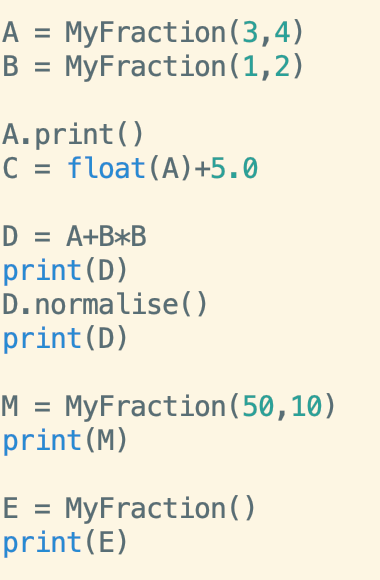 A = MyFraction(3,4)
B = MyFraction(1,2)
A.print()
C = float(A)+5.0
D = A+B*B
print(D)
D.normalise()
print(D)
M = MyFraction(50,10)
print(M)
E = MyFraction()
print(E)